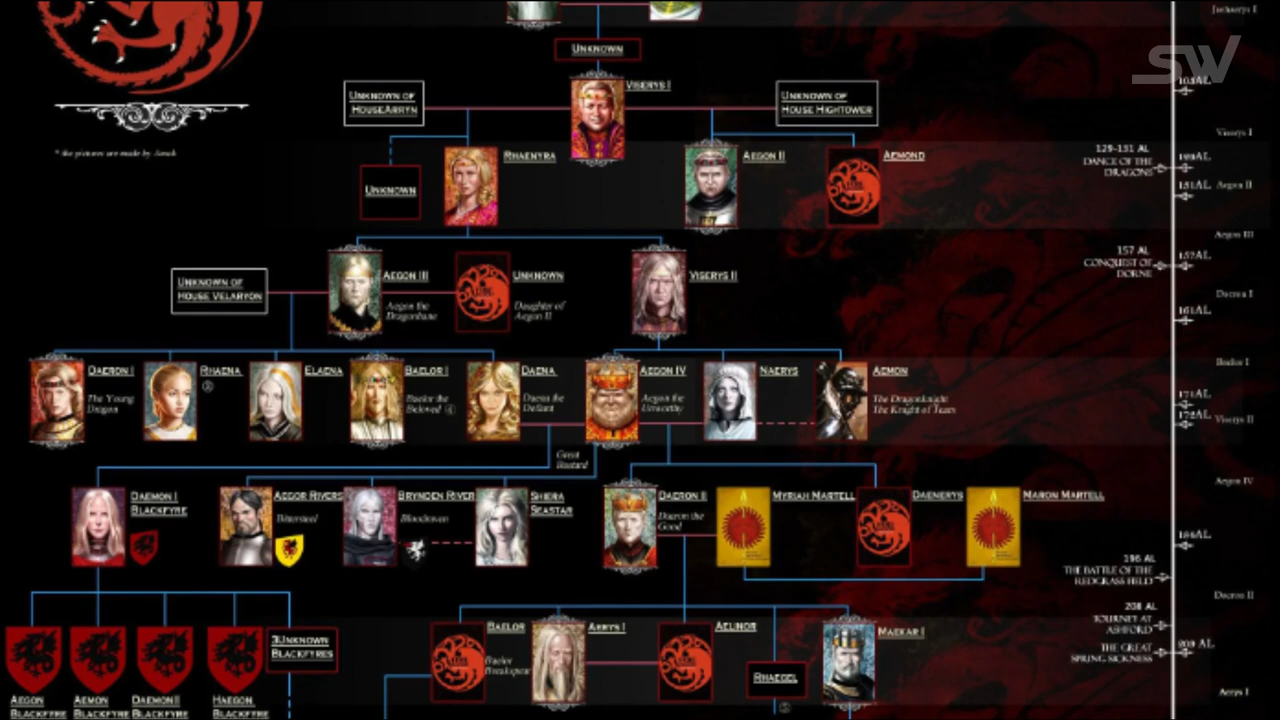 Jaehaerys I
UNKNOWN
SW
103AL
VISERYS I
UNKNOWN OF
HOUSE ARRYN
UNKNOWN OF
HOUSE HIGHTOWER
Viserys I
* the pictures are made by Amok
RHAENYRA
AEGON II
AEMOND
129-131 AL
DANCE OF THE
DRAGONS
129AL
UNKNOWN
131AL
Aegon II
Aegon III
157 AL
CONQUEST OF
DORNE
157AL
UNKNOWN OF
HOUSE VELARYON
AEGON III
Aegon the
Dragonbane
UNKNOWN
Daughter of
Aegon II
VISERYS II
Daeron I
161AL
Baelor I
DAERON I
The Young
Dragon
RHAENA
ELAENA
BAELOR I
Baelor the
Beloved
DAENA
Daena the
Defiant
AEGON IV
Aegon the
Unworthy
NAERYS
AEMON
The Dragonknight
The Knight of Tears
171AL
172AL
Viserys II
Great
Bastard
Aegon IV
DAEMON I
BLACKFYRE
AEGOR RIVERS
Bittersteel
BRYNDEN RIVER
Bloodraven
SHIERA
SEASTAR
DAERON II
Daeron the
Good
MYRIAH MARTELL
DAENERYS
MARON MARTELL
184AL
196 AL
THE BATTLE OF THE
REDGRASS FIELD
Daeron II
208 AL
TOURNEY AT
ASHFORD
THE GREAT
SPRING SICKNESS
209 AL
3UNKNOWN
BLACKFYRES
BAELOR
Baelor
Breakspear
AERYS I
AELINOR
RHAEGEL
MAEKAR I
Aerys I
AEGON
BLACKFYRE
AEMON
BLACKFYRE
DAEMON II
BLACKFYRE
HAEGON
BLACKFYRE